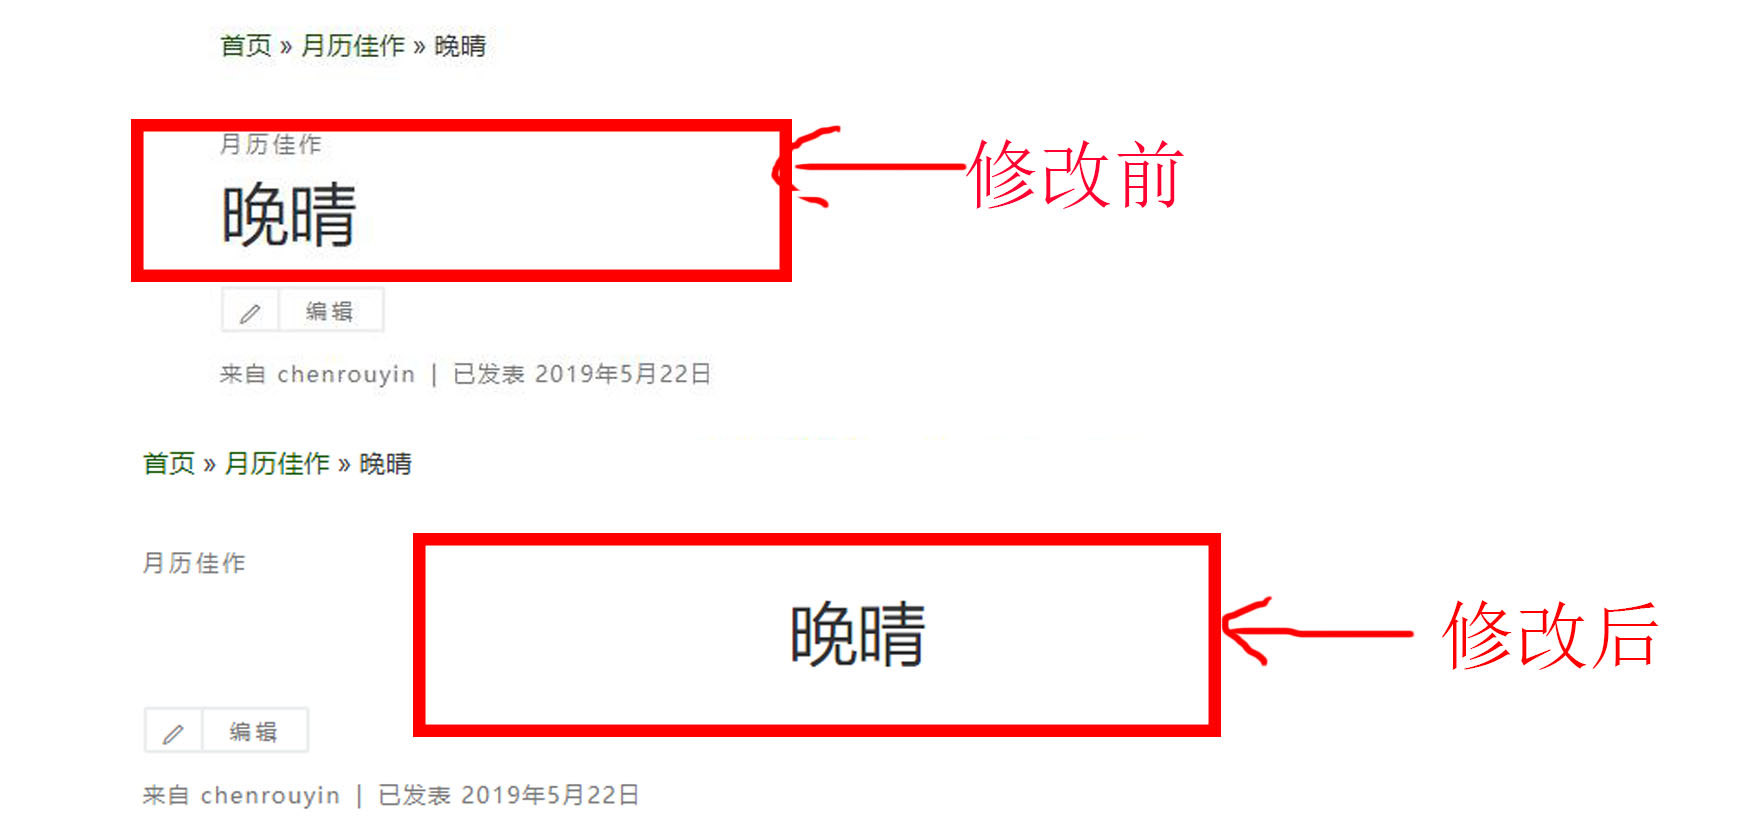 首页 » 月历佳作 » 晚晴
月历佳作
修改前
晚晴
编辑
来自 chenrouyin | 已发表 2019年5月22日
首页 » 月历佳作 » 晚晴
月历佳作
晚晴
修改后
编辑
来自 chenrouyin | 已发表 2019年5月22日